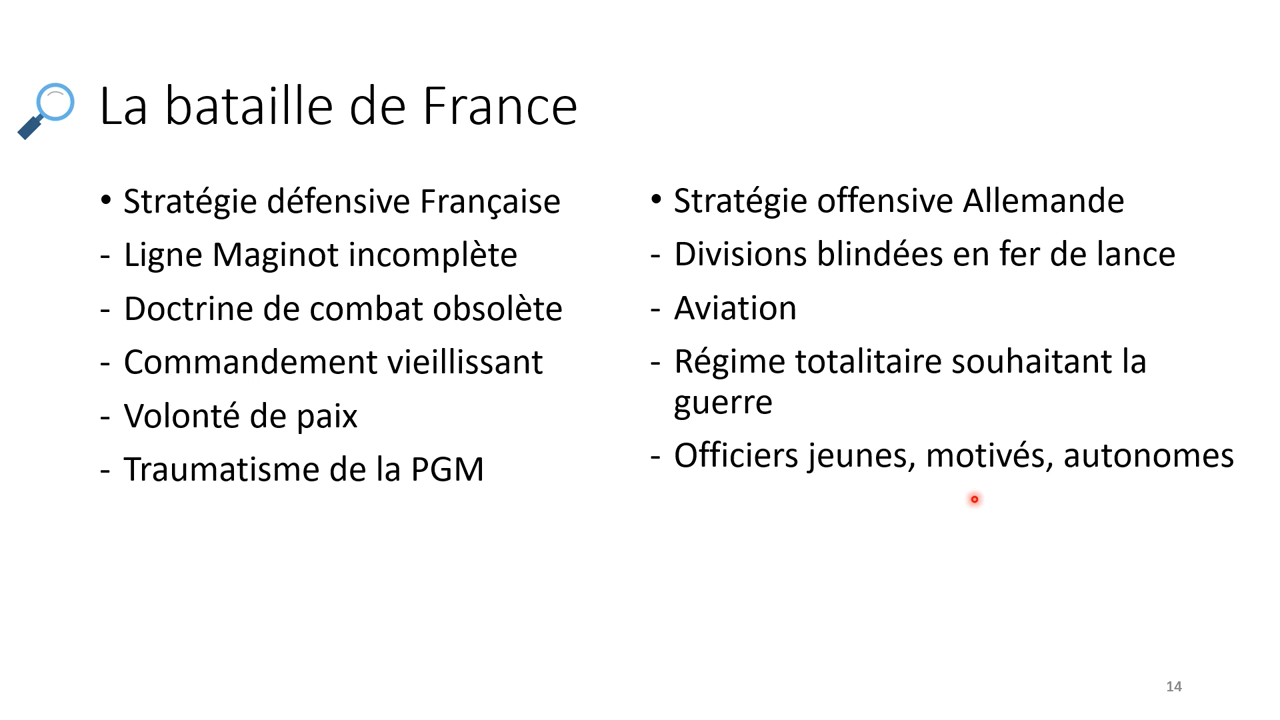 La bataille de France
• Stratégie défensive Française
- Ligne Maginot incomplète
- Doctrine de combat obsolète
- Commandement vieillissant
- Volonté de paix
- Traumatisme de la PGM
• Stratégie offensive Allemande
- Divisions blindées en fer de lance
- Aviation
- Régime totalitaire souhaitant la
guerre
- Officiers jeunes, motivés, autonomes
14